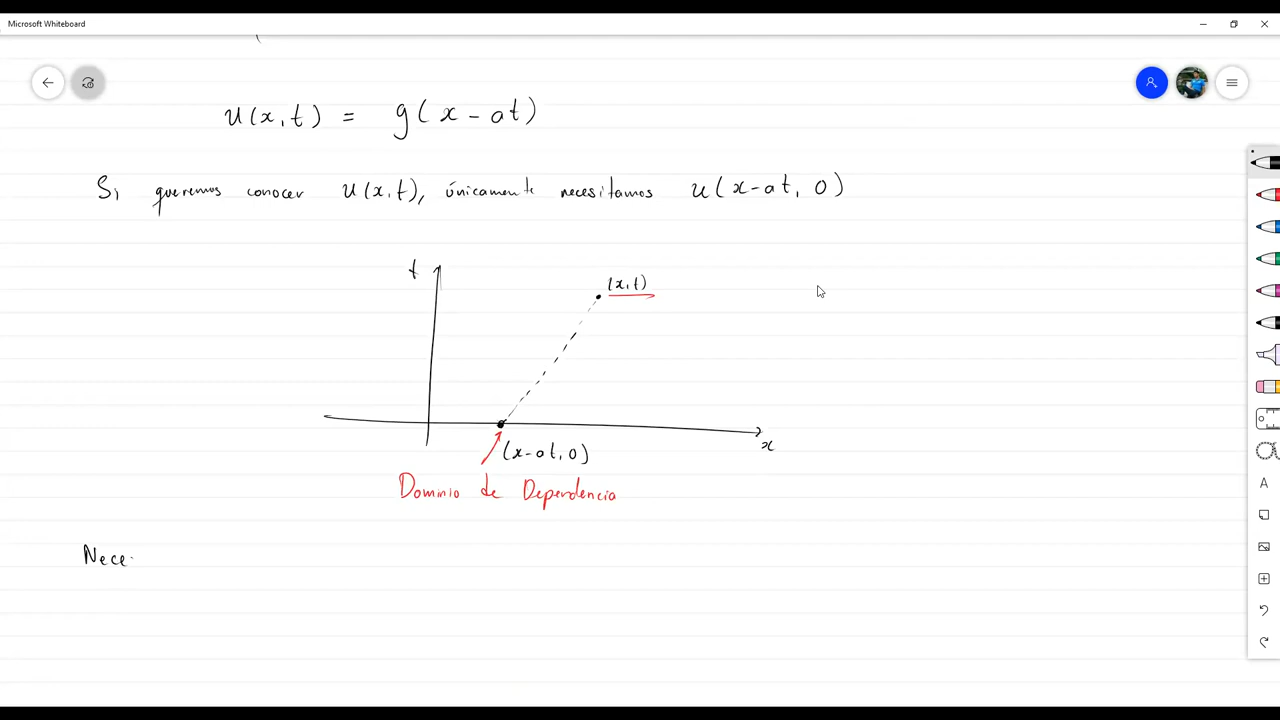 Microsoft Whiteboard
u(x,t) = g(x-at)
Si queremos conocer u(x,t), únicamente necesitamos u(x-at, 0)
t
(x,t)
x
(x-at, 0)
Dominio de Dependencia
Nece
A